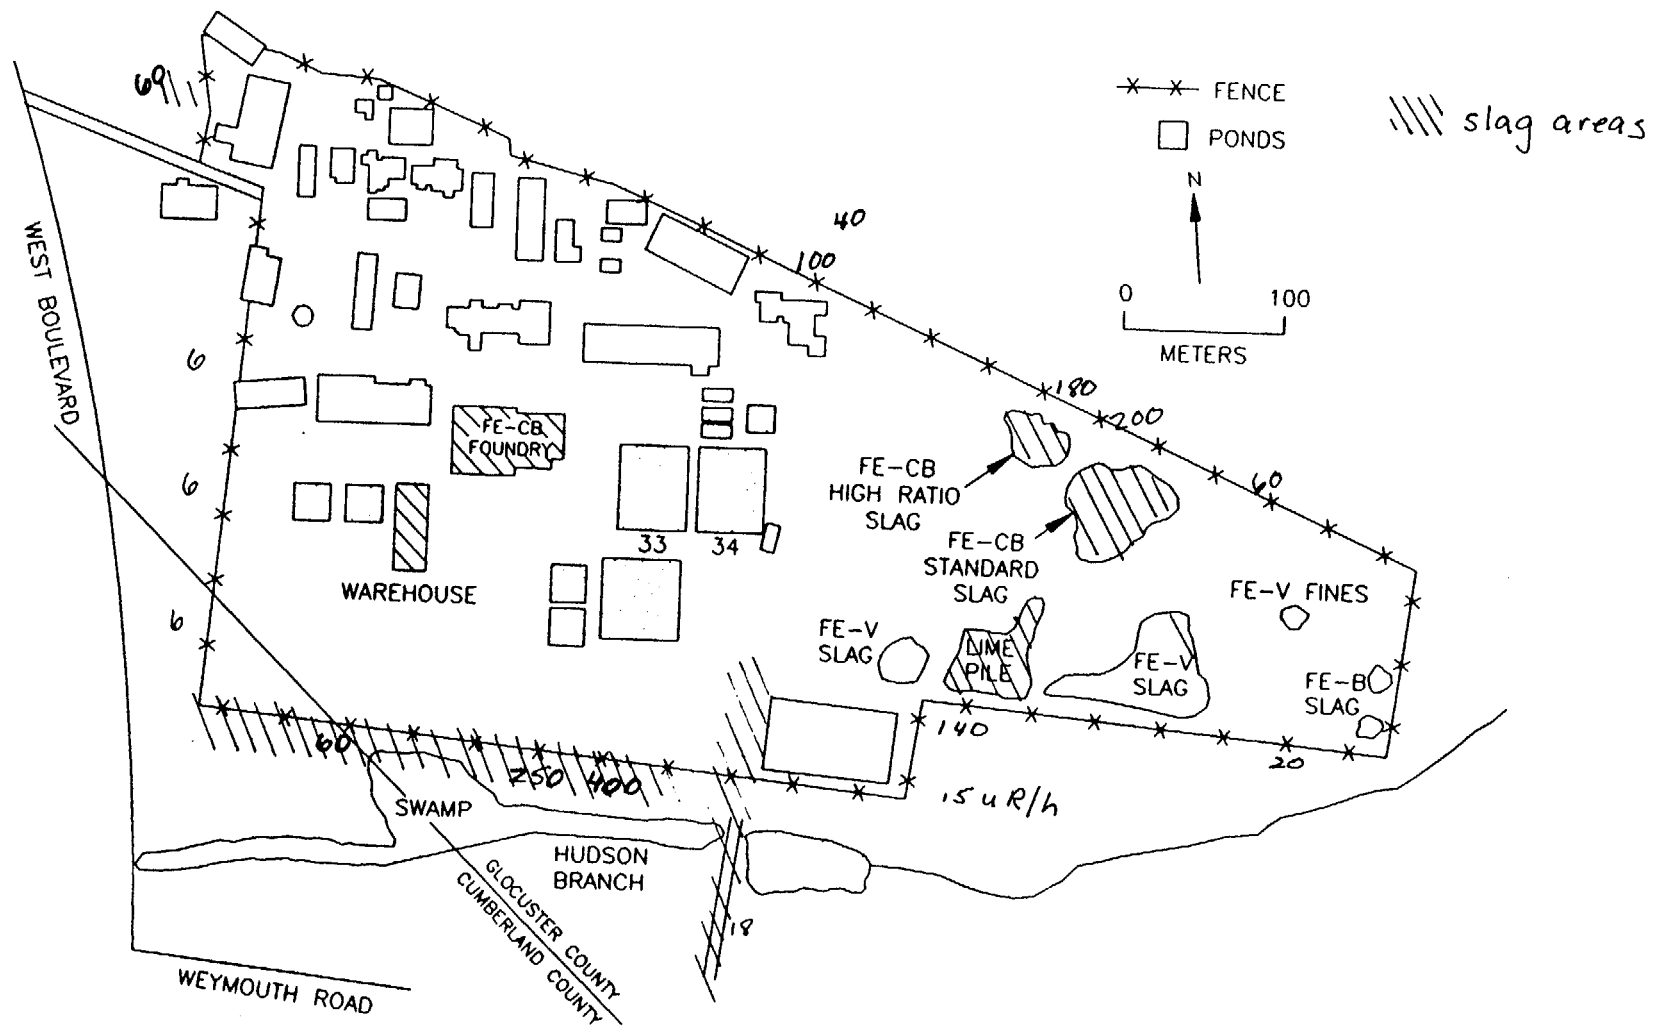 FENCE
PONDS
slag areas
N
0 100
METERS
69
40
100
180
200
60
WEST BOULEVARD
6
6
6
FE-CB
FOUNDRY
33
34
WAREHOUSE
FE-CB
HIGH RATIO
SLAG
FE-CB
STANDARD
SLAG
FE-V FINES
FE-V
SLAG
LIME
PILE
FE-V
SLAG
FE-B
SLAG
60
250
400
140
20
15 uR/h
SWAMP
HUDSON
BRANCH
18
GLOCUSTER COUNTY
CUMBERLAND COUNTY
WEYMOUTH ROAD